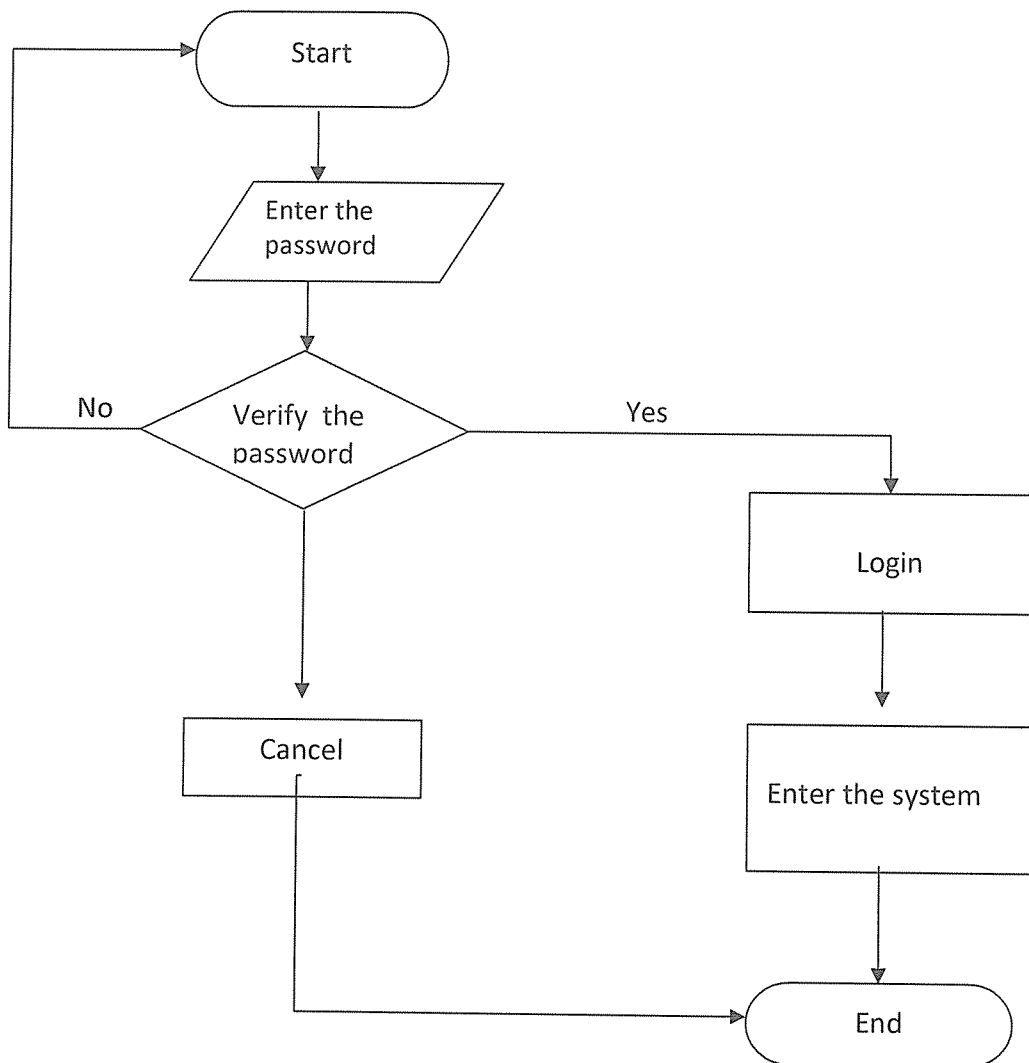 Start
Enter the
password
No
Verify the
password
Yes
Login
Cancel
Enter the system
End